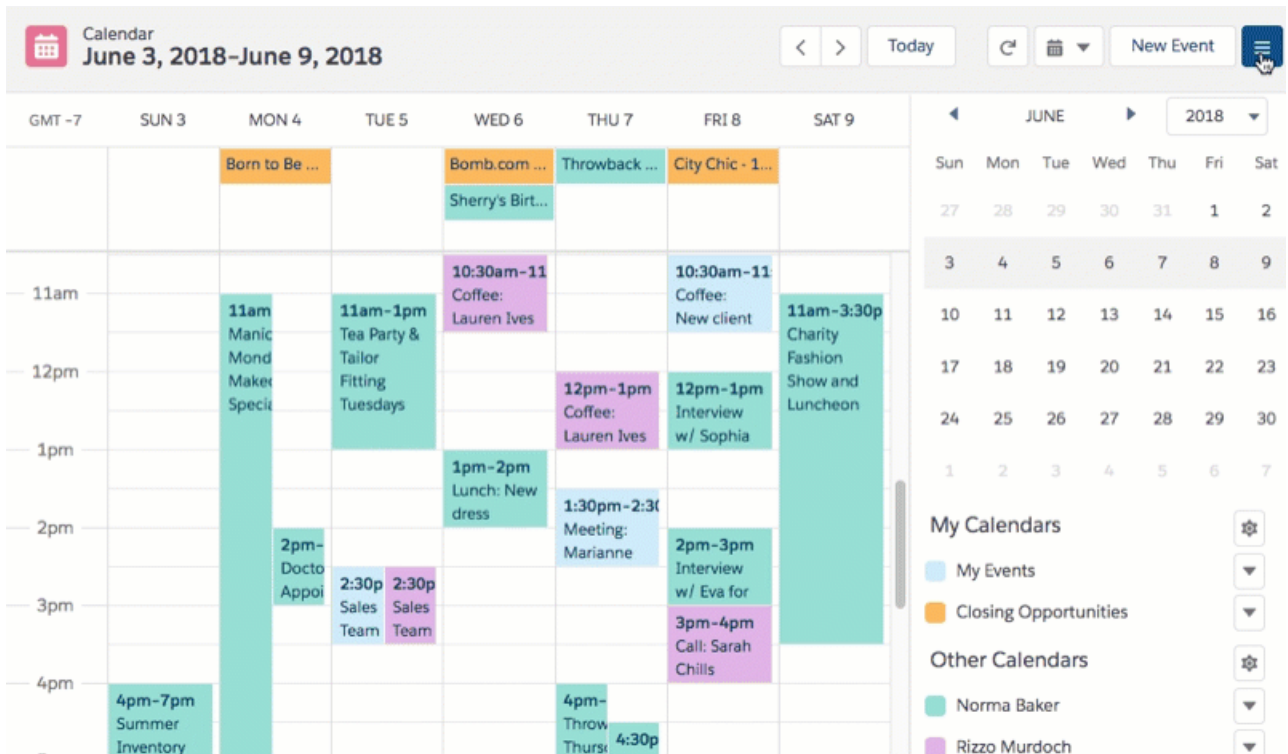 Calendar
June 3, 2018–June 9, 2018
Today
New Event
GMT -7 SUN 3 MON 4 TUE 5 WED 6 THU 7 FRI 8 SAT 9
Born to Be ... Bomb.com ... Throwback ... City Chic - 1...
Sherry's Birt...
11am
12pm
1pm
2pm
3pm
4pm
4pm–7pm
Summer
Inventory
11am
Manic
Mond
Make
Specia
2pm–
Docto
Appoi
11am–1pm
Tea Party &
Tailor
Fitting
Tuesdays
2:30p
Sales
Team
2:30p
Sales
Team
10:30am–11
Coffee:
Lauren Ives
1pm–2pm
Lunch: New
dress
12pm–1pm
Coffee:
Lauren Ives
1:30pm–2:30
Meeting:
Marianne
4pm–
Throw
Thurs
4:30p
10:30am–11:
Coffee:
New client
12pm–1pm
Interview
w/ Sophia
2pm–3pm
Interview
w/ Eva for
3pm–4pm
Call: Sarah
Chills
11am–3:30p
Charity
Fashion
Show and
Luncheon
JUNE 2018
Sun Mon Tue Wed Thu Fri Sat
27 28 29 30 31 1 2
3 4 5 6 7 8 9
10 11 12 13 14 15 16
17 18 19 20 21 22 23
24 25 26 27 28 29 30
1 2 3 4 5 6 7
My Calendars
My Events
Closing Opportunities
Other Calendars
Norma Baker
Rizzo Murdoch